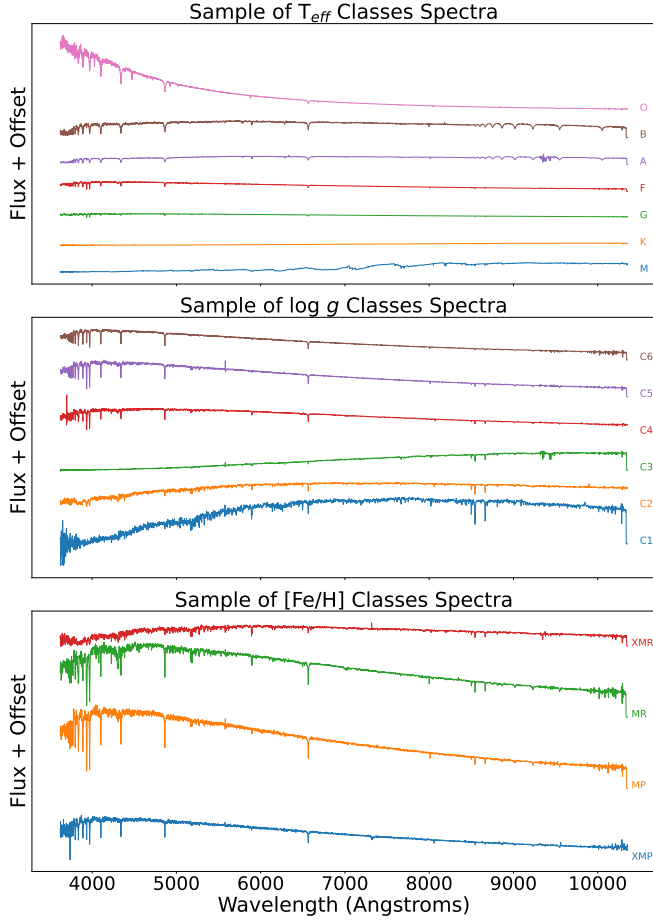 Sample of T_eff Classes Spectra
Flux + Offset
O
B
A
F
G
K
M
Sample of log g Classes Spectra
Flux + Offset
C6
C5
C4
C3
C2
C1
Sample of [Fe/H] Classes Spectra
Flux + Offset
XMR
MR
MP
XMP
4000 5000 6000 7000 8000 9000 10000
Wavelength (Angstroms)